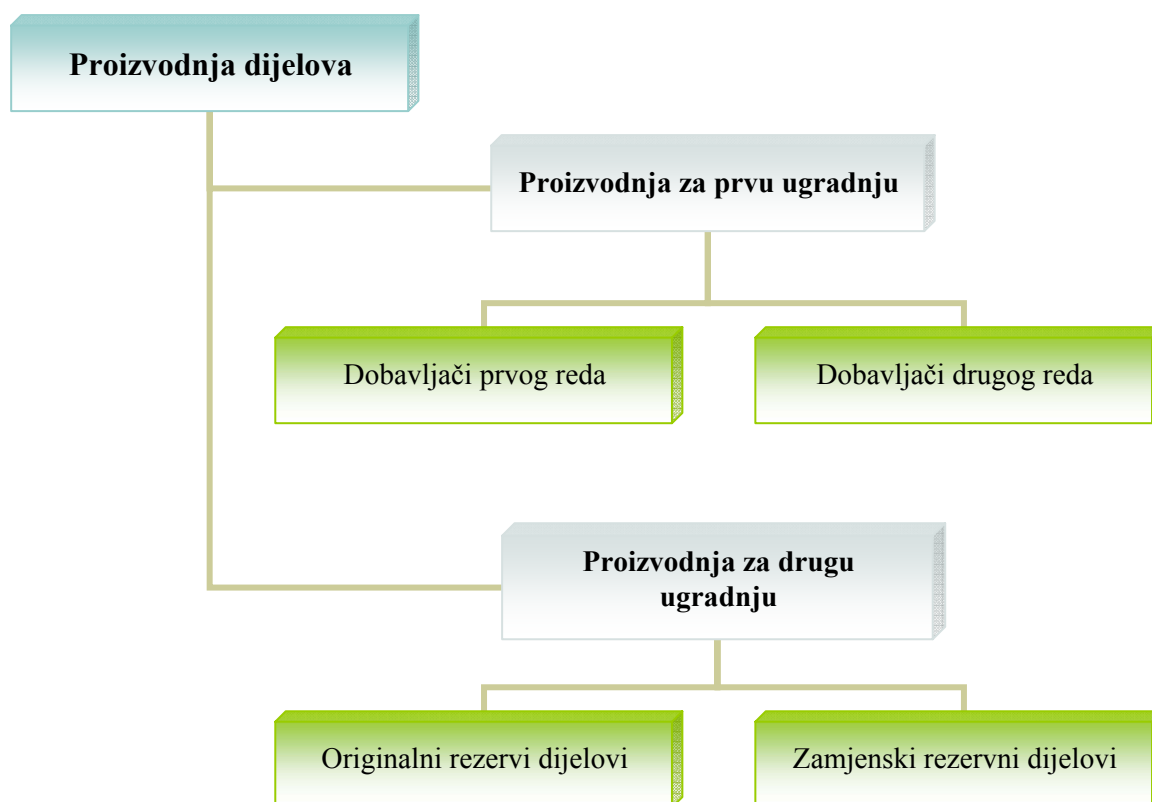 Proizvodnja dijelova
Proizvodnja za prvu ugradnju
Dobavljači prvog reda
Dobavljači drugog reda
Proizvodnja za drugu
ugradnju
Originalni rezervi dijelovi
Zamjenski rezervni dijelovi